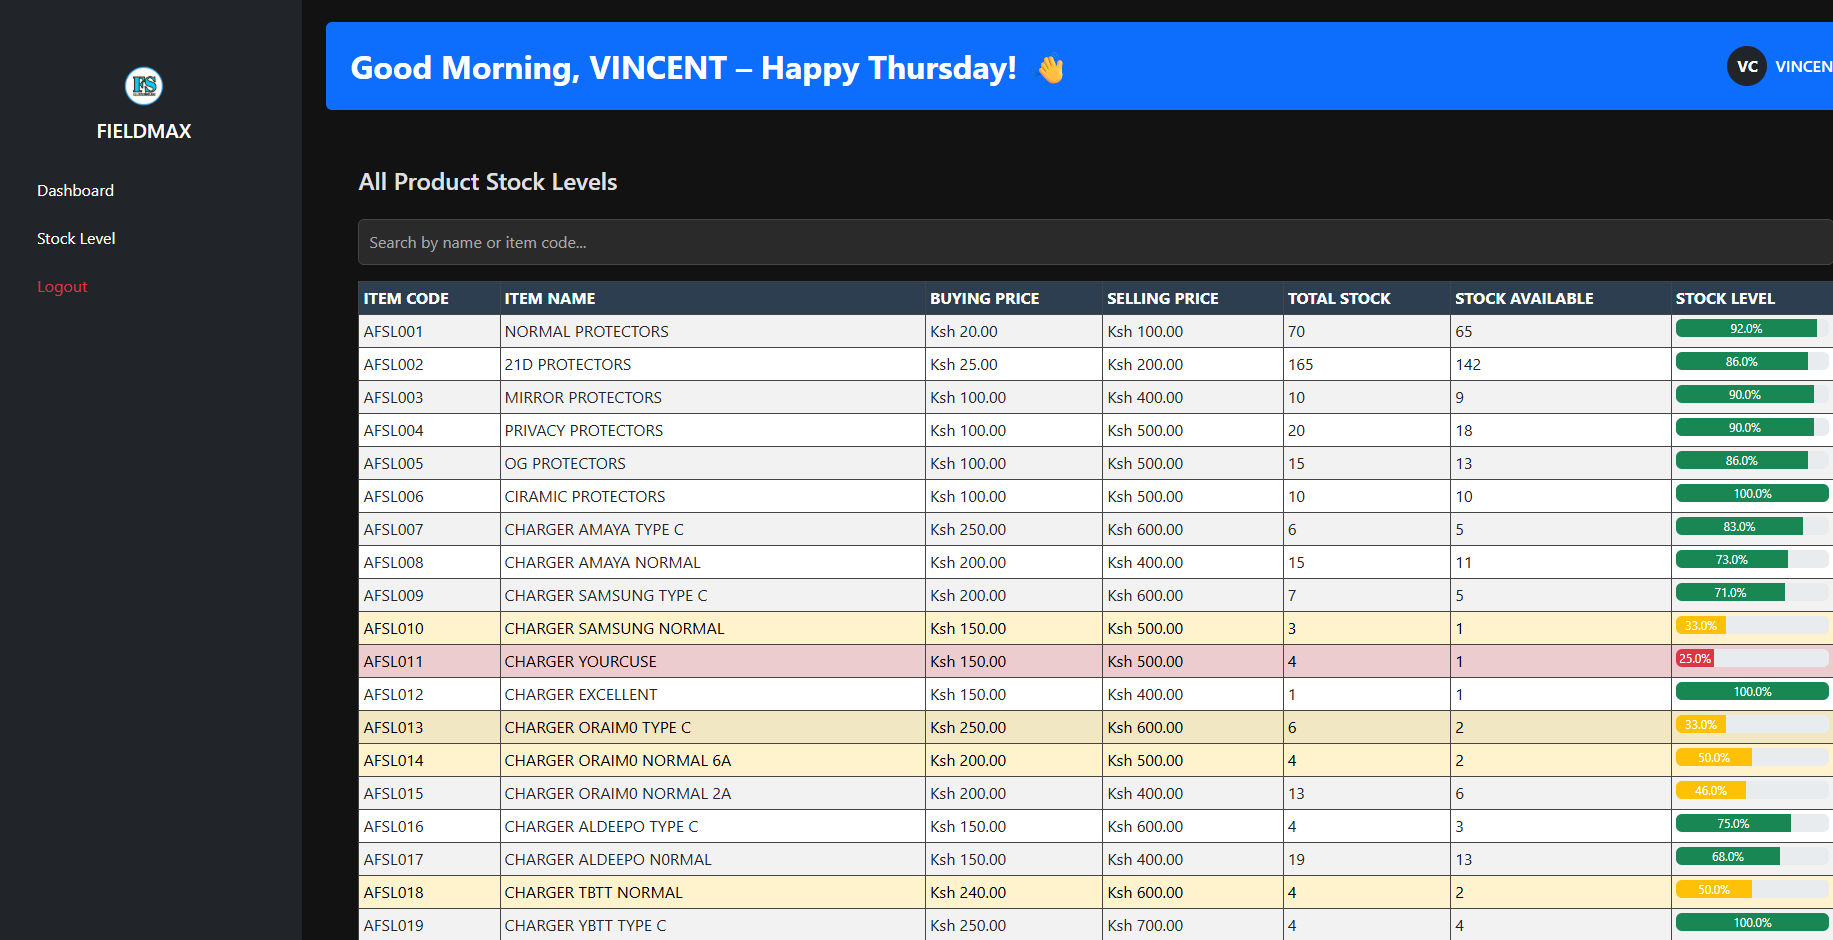 FS
FIELDMAX
Dashboard
Stock Level
Logout
Good Morning, VINCENT – Happy Thursday! 👋
VC VINCEN
All Product Stock Levels
Search by name or item code...
ITEM CODE ITEM NAME BUYING PRICE SELLING PRICE TOTAL STOCK STOCK AVAILABLE STOCK LEVEL
AFSL001 NORMAL PROTECTORS Ksh 20.00 Ksh 100.00 70 65 92.0%
AFSL002 21D PROTECTORS Ksh 25.00 Ksh 200.00 165 142 86.0%
AFSL003 MIRROR PROTECTORS Ksh 100.00 Ksh 400.00 10 9 90.0%
AFSL004 PRIVACY PROTECTORS Ksh 100.00 Ksh 500.00 20 18 90.0%
AFSL005 OG PROTECTORS Ksh 100.00 Ksh 500.00 15 13 86.0%
AFSL006 CIRAMIC PROTECTORS Ksh 100.00 Ksh 500.00 10 10 100.0%
AFSL007 CHARGER AMAYA TYPE C Ksh 250.00 Ksh 600.00 6 5 83.0%
AFSL008 CHARGER AMAYA NORMAL Ksh 200.00 Ksh 400.00 15 11 73.0%
AFSL009 CHARGER SAMSUNG TYPE C Ksh 200.00 Ksh 600.00 7 5 71.0%
AFSL010 CHARGER SAMSUNG NORMAL Ksh 150.00 Ksh 500.00 3 1 33.0%
AFSL011 CHARGER YOURCUSE Ksh 150.00 Ksh 500.00 4 1 25.0%
AFSL012 CHARGER EXCELLENT Ksh 150.00 Ksh 400.00 1 1 100.0%
AFSL013 CHARGER ORAIM0 TYPE C Ksh 250.00 Ksh 600.00 6 2 33.0%
AFSL014 CHARGER ORAIM0 NORMAL 6A Ksh 200.00 Ksh 500.00 4 2 50.0%
AFSL015 CHARGER ORAIM0 NORMAL 2A Ksh 200.00 Ksh 400.00 13 6 46.0%
AFSL016 CHARGER ALDEEPO TYPE C Ksh 150.00 Ksh 600.00 4 3 75.0%
AFSL017 CHARGER ALDEEPO N0RMAL Ksh 150.00 Ksh 400.00 19 13 68.0%
AFSL018 CHARGER TBTT NORMAL Ksh 240.00 Ksh 600.00 4 2 50.0%
AFSL019 CHARGER YBTT TYPE C Ksh 250.00 Ksh 700.00 4 4 100.0%